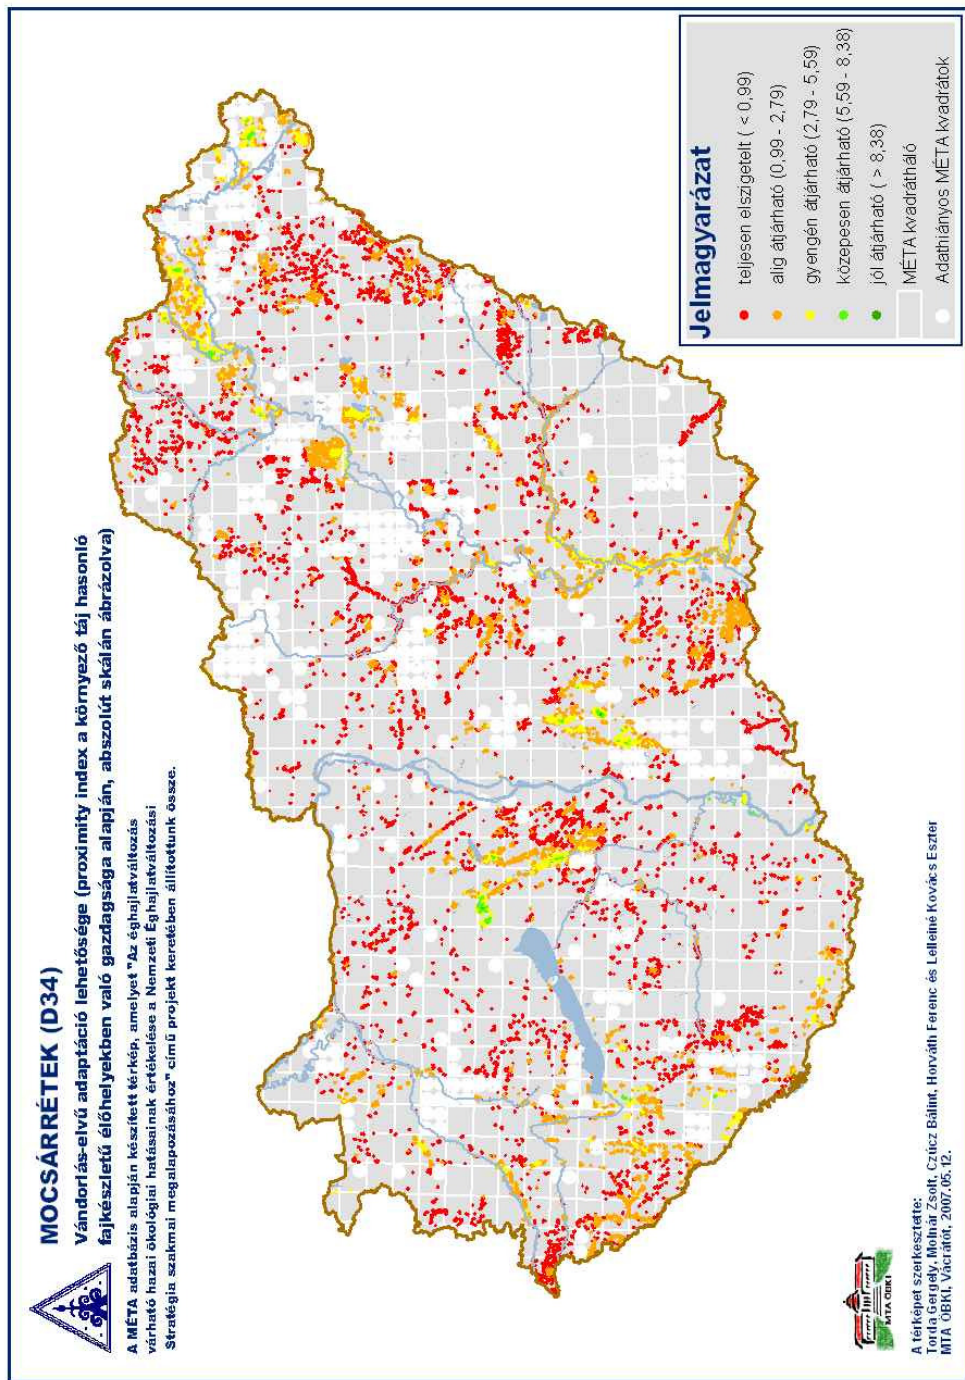 MOCSÁRRÉTEK (D34)
Vándorlás-elvű adaptáció lehetősége (proximity index a környező táj hasonló
fajkészletű élőhelyekben való gazdagsága alapján, abszolút skálán ábrázolva)
A MÉTA adatbázis alapján készített térkép, amelyet "Az éghajlatváltozás
várható hazai ökológiai hatásainak értékelése a Nemzeti Éghajlatváltozási
Stratégia szakmai megalapozásához" című projekt keretében állítottunk össze.
Jelmagyarázat
teljesen elszigetelt ( < 0,99)
alig átjárható (0,99 - 2,79)
gyengén átjárható (2,79 - 5,59)
közepesen átjárható (5,59 - 8,38)
jól átjárható ( > 8,38)
MÉTA kvadrátháló
Adathiányos MÉTA kvadrátok
MTA ÖBKI
A térképet szerkesztette:
Torda Gergely, Molnár Zsolt, Czúcz Bálint, Horváth Ferenc és Lelleiné Kovács Eszter
MTA ÖBKI, Vácrátót, 2007.05.12.